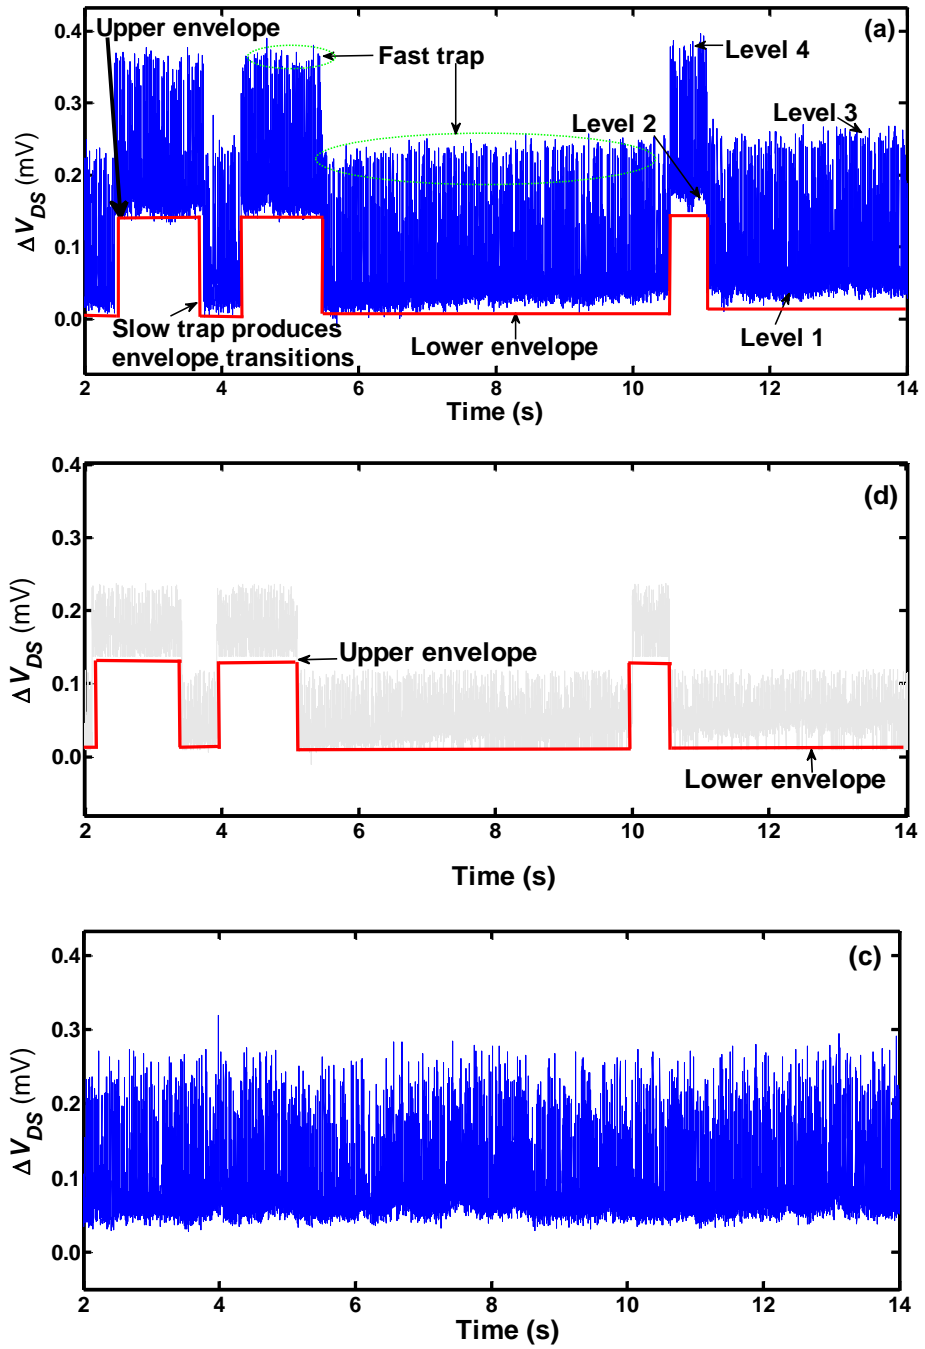 Upper envelope
(a)
0.4
Fast trap
Level 4
0.3
Level 2
Level 3
0.2
ΔV_DS (mV)
0.1
0.0
Slow trap produces
envelope transitions
Lower envelope
Level 1
2 4 6 8 10 12 14
Time (s)
0.4
(d)
0.3
0.2
ΔV_DS (mV)
Upper envelope
0.1
0.0
Lower envelope
2 4 6 8 10 12 14
Time (s)
(c)
0.4
0.3
0.2
ΔV_DS (mV)
0.1
0.0
2 4 6 8 10 12 14
Time (s)